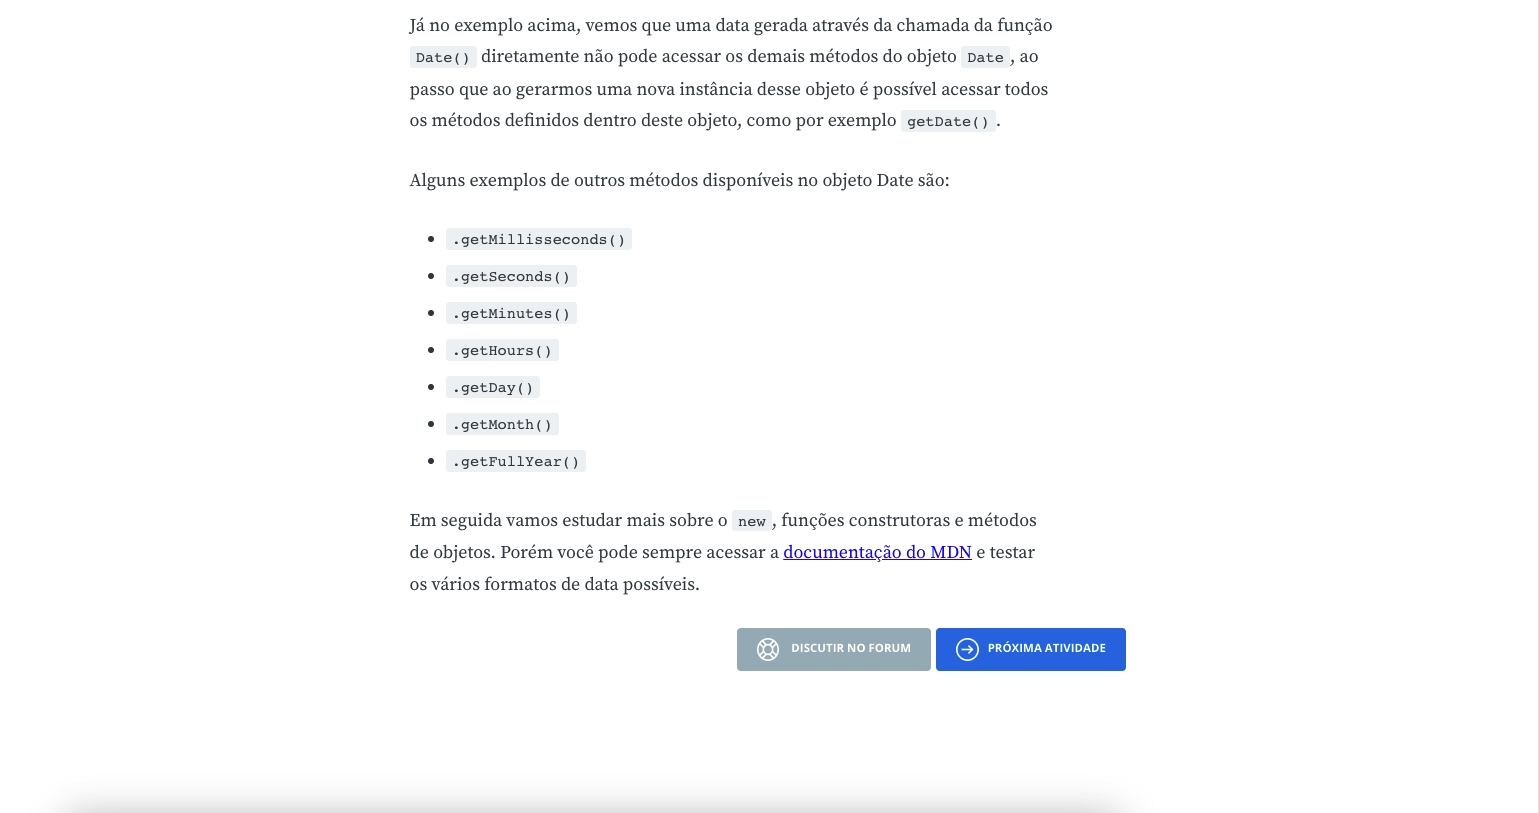 Já no exemplo acima, vemos que uma data gerada através da chamada da função
Date() diretamente não pode acessar os demais métodos do objeto Date, ao
passo que ao gerarmos uma nova instância desse objeto é possível acessar todos
os métodos definidos dentro deste objeto, como por exemplo getDate().
Alguns exemplos de outros métodos disponíveis no objeto Date são:
.getMillisseconds()
.getSeconds()
.getMinutes()
.getHours()
.getDay()
.getMonth()
.getFullYear()
Em seguida vamos estudar mais sobre o new, funções construtoras e métodos
de objetos. Porém você pode sempre acessar a documentação do MDN e testar
os vários formatos de data possíveis.
DISCUTIR NO FORUM PRÓXIMA ATIVIDADE